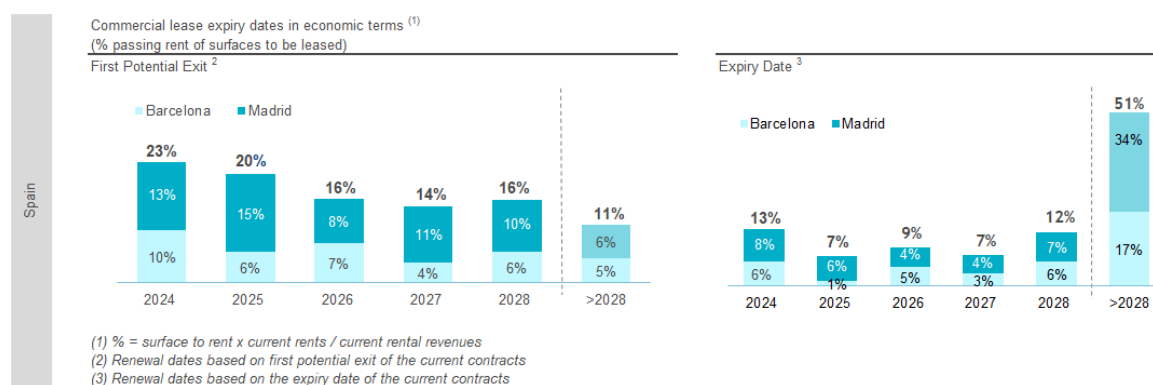 Spain
Commercial lease expiry dates in economic terms (1)
(% passing rent of surfaces to be leased)
First Potential Exit 2
Barcelona Madrid
23% 20% 16% 14% 16% 11%
13% 15% 8% 11% 10% 6%
10% 6% 7% 4% 6% 5%
2024 2025 2026 2027 2028 >2028
Expiry Date 3
Barcelona Madrid
13% 7% 9% 7% 12% 51%
8% 6% 4% 4% 7% 34%
6% 1% 5% 3% 6% 17%
2024 2025 2026 2027 2028 >2028
(1) % = surface to rent x current rents / current rental revenues
(2) Renewal dates based on first potential exit of the current contracts
(3) Renewal dates based on the expiry date of the current contracts